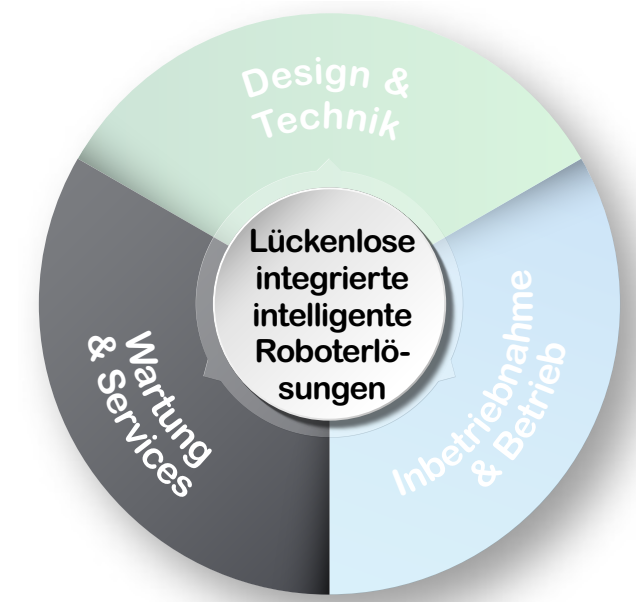 Design &
Technik
Lückenlose
integrierte
intelligente
Roboterlö-
sungen
Wartung
& Services
Inbetriebnahme
& Betrieb